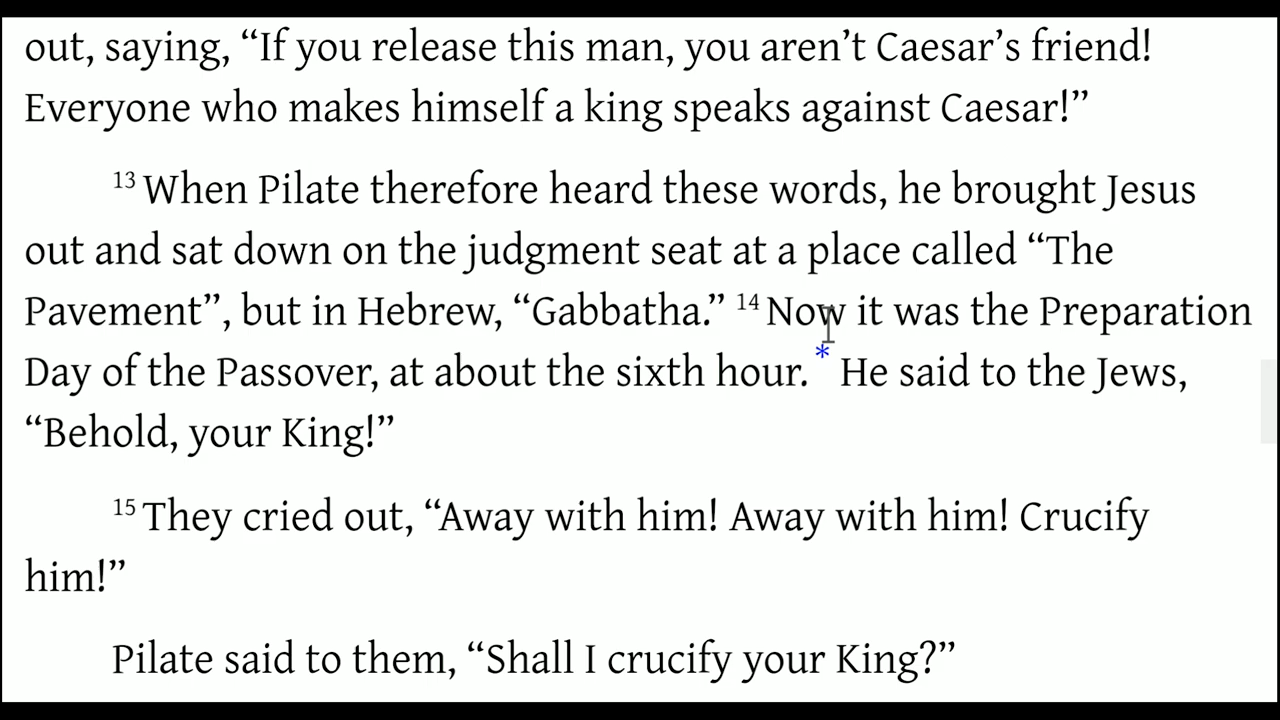 out, saying, “If you release this man, you aren’t Caesar’s friend!
Everyone who makes himself a king speaks against Caesar!”
13 When Pilate therefore heard these words, he brought Jesus
out and sat down on the judgment seat at a place called “The
Pavement”, but in Hebrew, “Gabbatha.” 14 Now it was the Preparation
Day of the Passover, at about the sixth hour. * He said to the Jews,
“Behold, your King!”
15 They cried out, “Away with him! Away with him! Crucify
him!”
Pilate said to them, “Shall I crucify your King?”